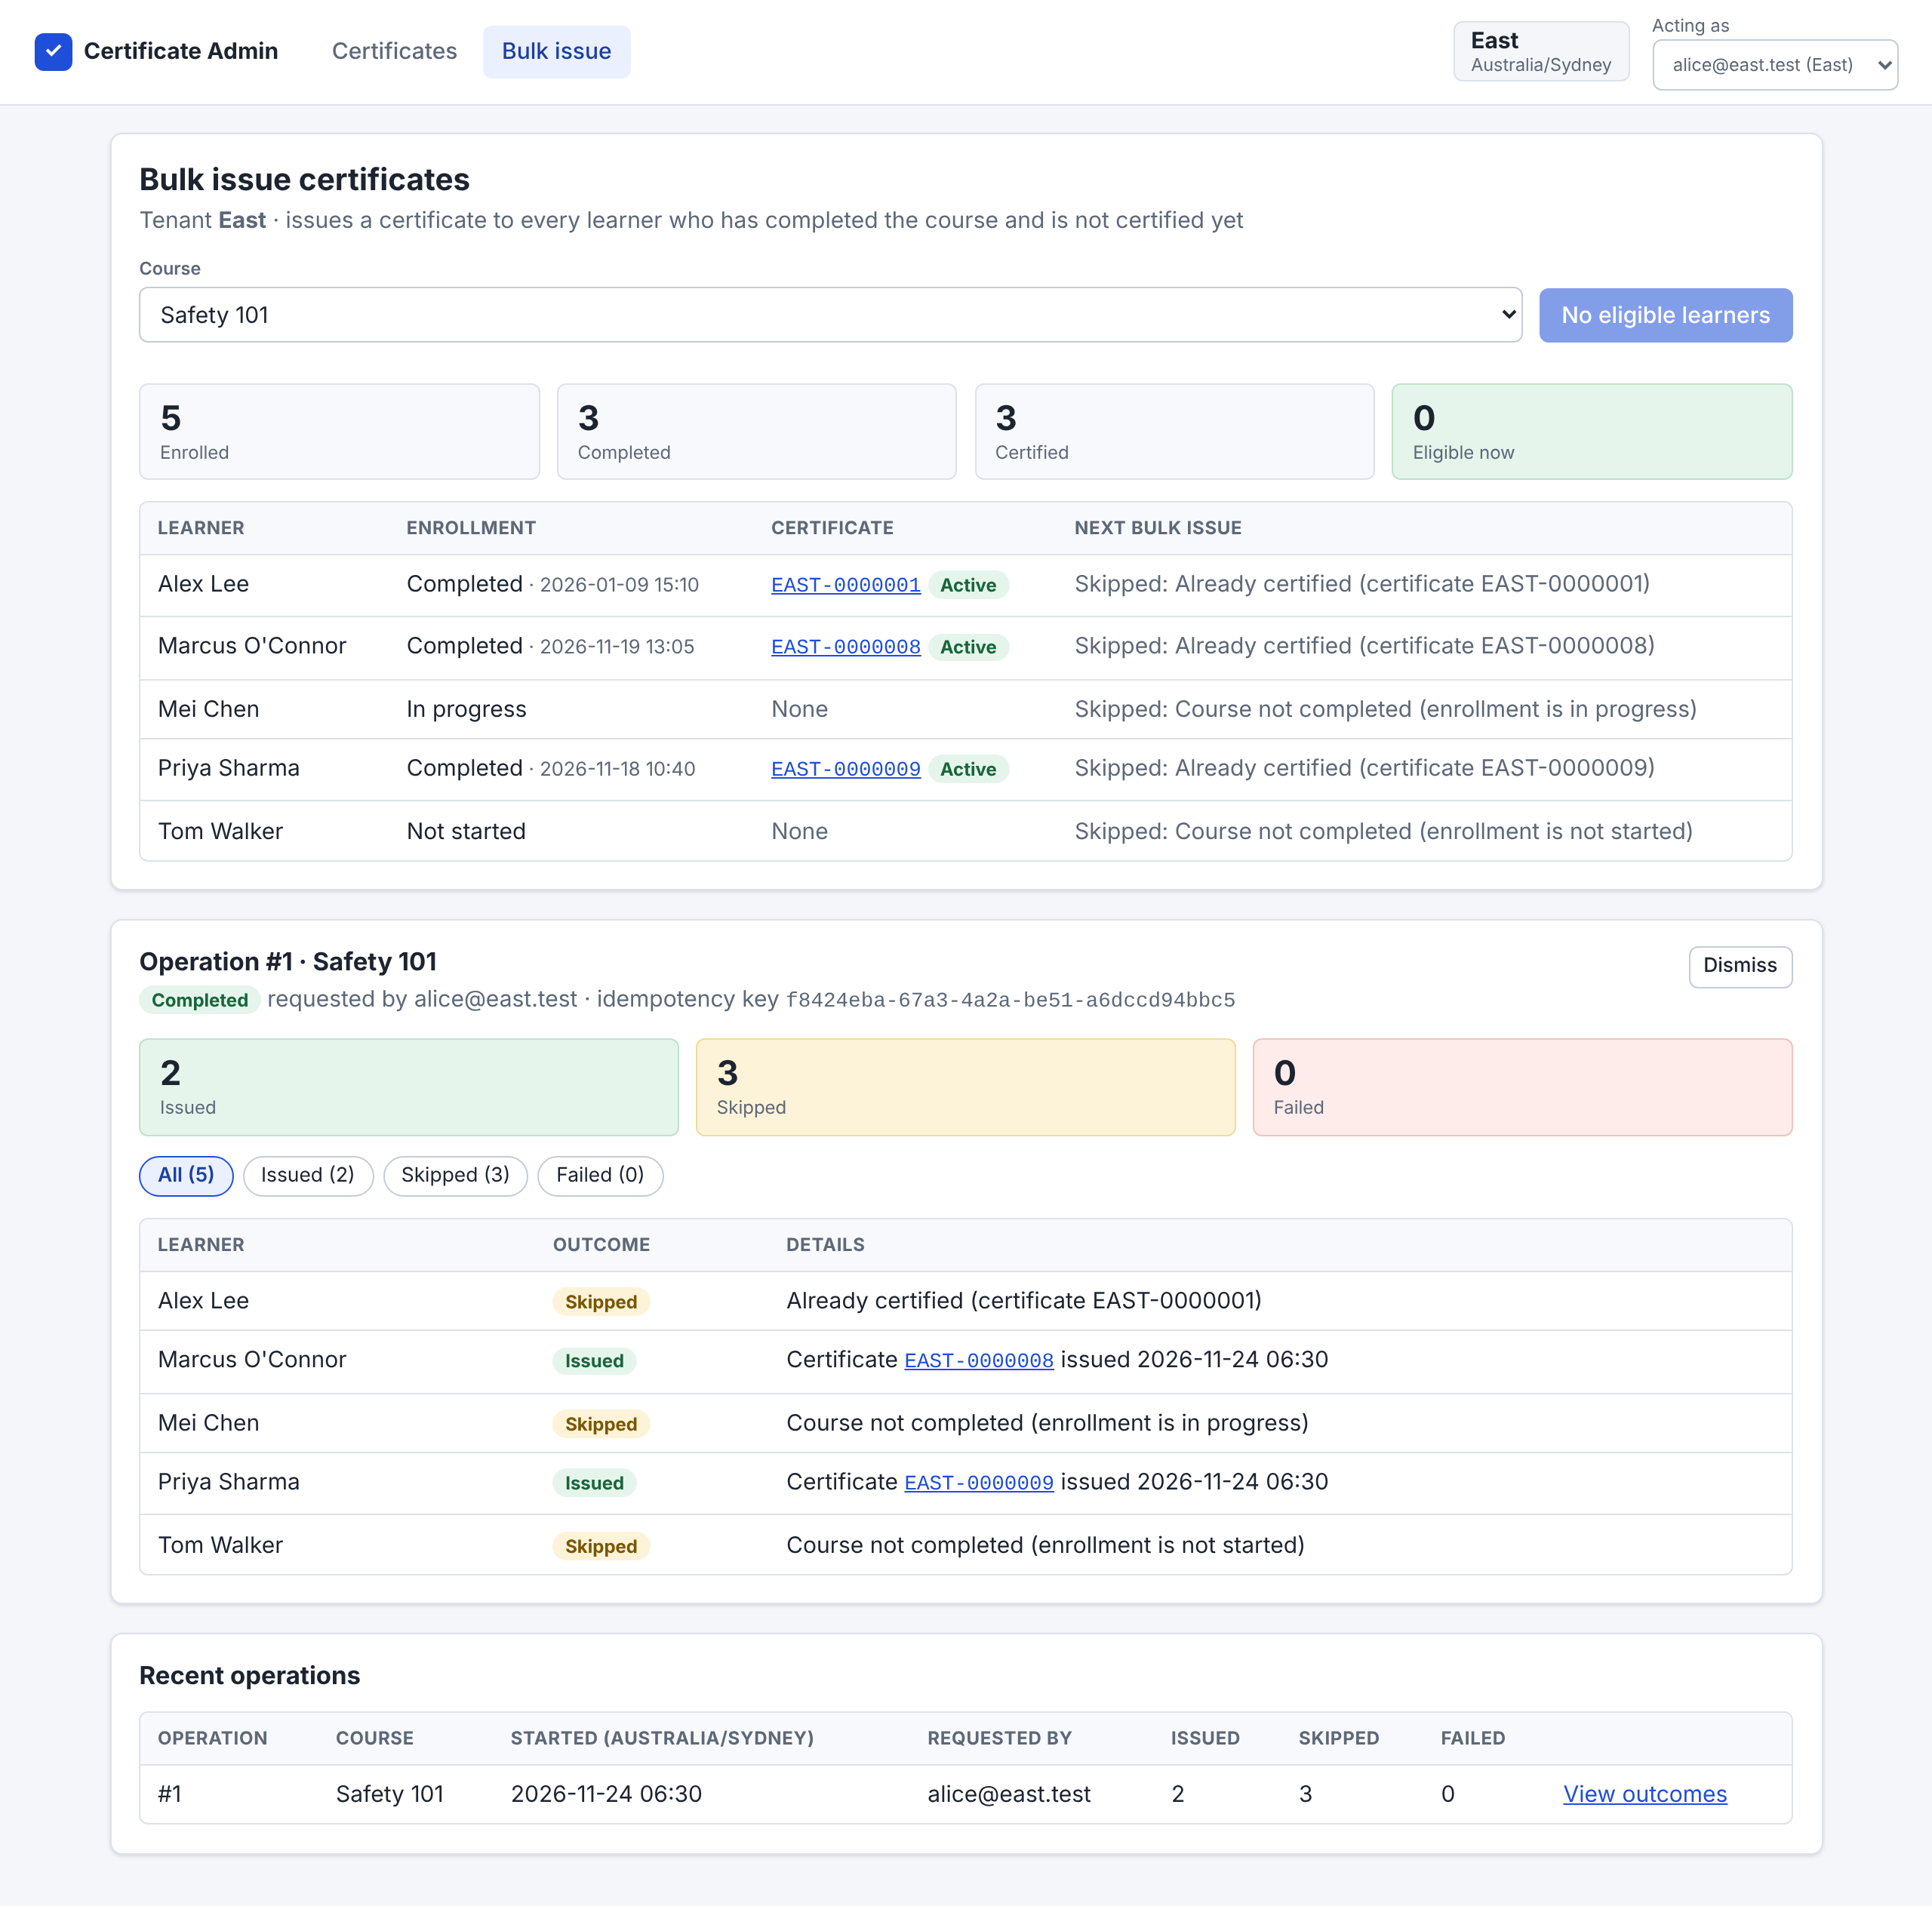 Certificate Admin Certificates Bulk issue East Acting as
Australia/Sydney alice@east.test (East)
Bulk issue certificates
Tenant East · issues a certificate to every learner who has completed the course and is not certified yet
Course
Safety 101 No eligible learners
5 3 3 0
Enrolled Completed Certified Eligible now
LEARNER ENROLLMENT CERTIFICATE NEXT BULK ISSUE
Alex Lee Completed · 2026-01-09 15:10 EAST-0000001 Active Skipped: Already certified (certificate EAST-0000001)
Marcus O'Connor Completed · 2026-11-19 13:05 EAST-0000008 Active Skipped: Already certified (certificate EAST-0000008)
Mei Chen In progress None Skipped: Course not completed (enrollment is in progress)
Priya Sharma Completed · 2026-11-18 10:40 EAST-0000009 Active Skipped: Already certified (certificate EAST-0000009)
Tom Walker Not started None Skipped: Course not completed (enrollment is not started)
Operation #1 · Safety 101 Dismiss
Completed requested by alice@east.test · idempotency key f8424eba-67a3-4a2a-be51-a6dccd94bbc5
2 3 0
Issued Skipped Failed
All (5) Issued (2) Skipped (3) Failed (0)
LEARNER OUTCOME DETAILS
Alex Lee Skipped Already certified (certificate EAST-0000001)
Marcus O'Connor Issued Certificate EAST-0000008 issued 2026-11-24 06:30
Mei Chen Skipped Course not completed (enrollment is in progress)
Priya Sharma Issued Certificate EAST-0000009 issued 2026-11-24 06:30
Tom Walker Skipped Course not completed (enrollment is not started)
Recent operations
OPERATION COURSE STARTED (AUSTRALIA/SYDNEY) REQUESTED BY ISSUED SKIPPED FAILED
#1 Safety 101 2026-11-24 06:30 alice@east.test 2 3 0 View outcomes